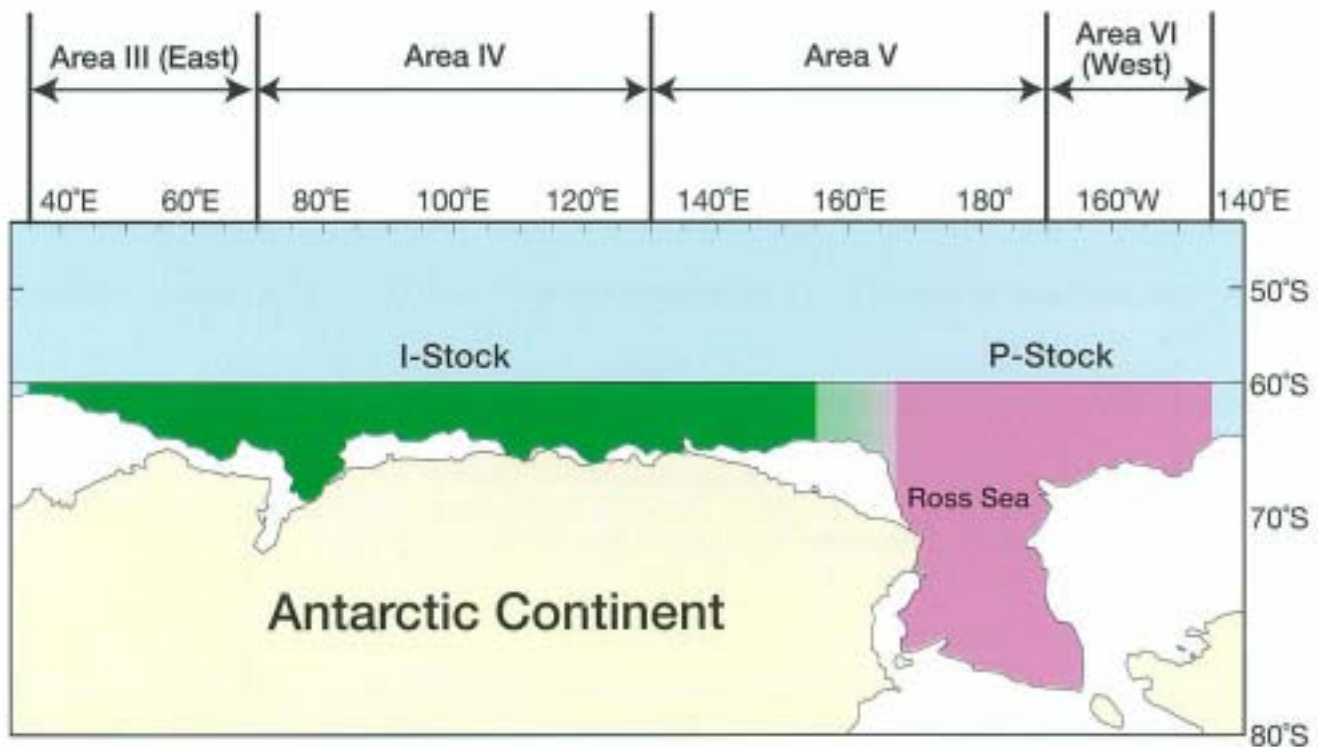 Area III (East)
Area IV
Area V
Area VI
(West)
40°E
60°E
80°E
100°E
120°E
140°E
160°E
180°
160°W
140°E
50°S
I-Stock
P-Stock
60°S
Ross Sea
70°S
Antarctic Continent
80°S